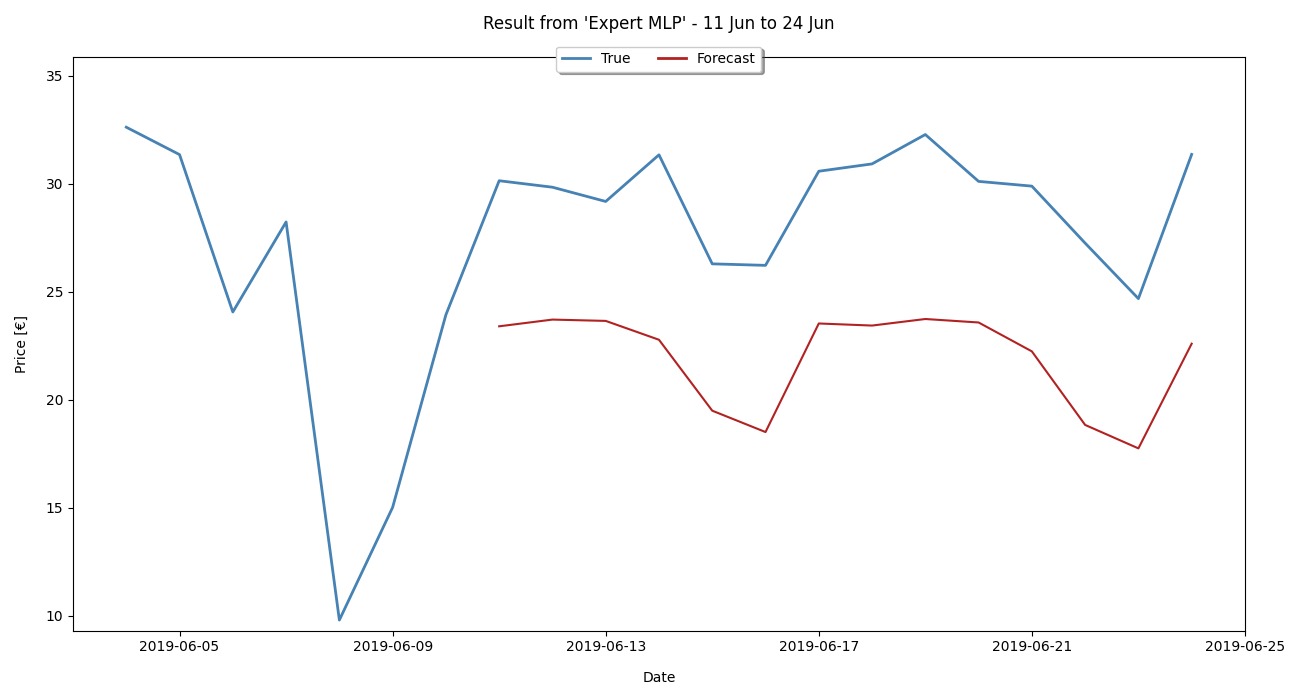 Result from 'Expert MLP' - 11 Jun to 24 Jun
True
Forecast
35
30
25
20
15
10
Price [€]
2019-06-05
2019-06-09
2019-06-13
2019-06-17
2019-06-21
2019-06-25
Date